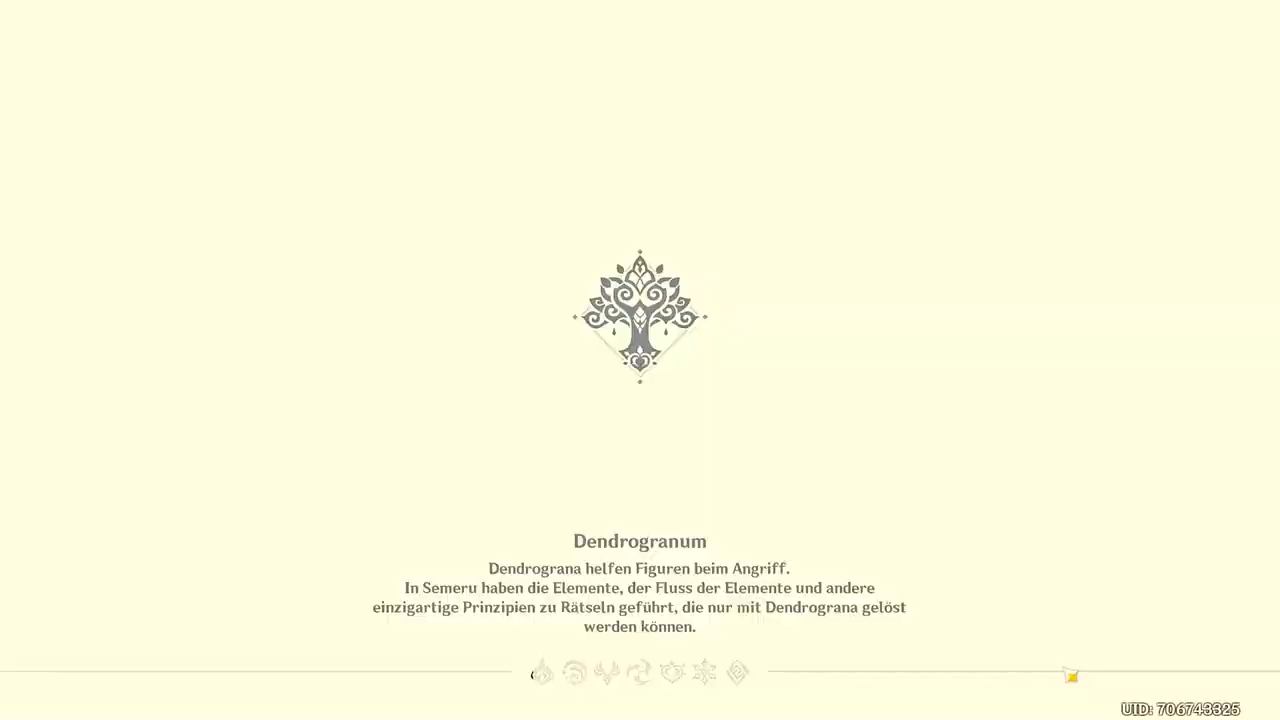 Dendrogranum
Dendrograna helfen Figuren beim Angriff.
In Semeru haben die Elemente, der Fluss der Elemente und andere
einzigartige Prinzipien zu Rätseln geführt, die nur mit Dendrograna gelöst
werden können.
UID: 706743325